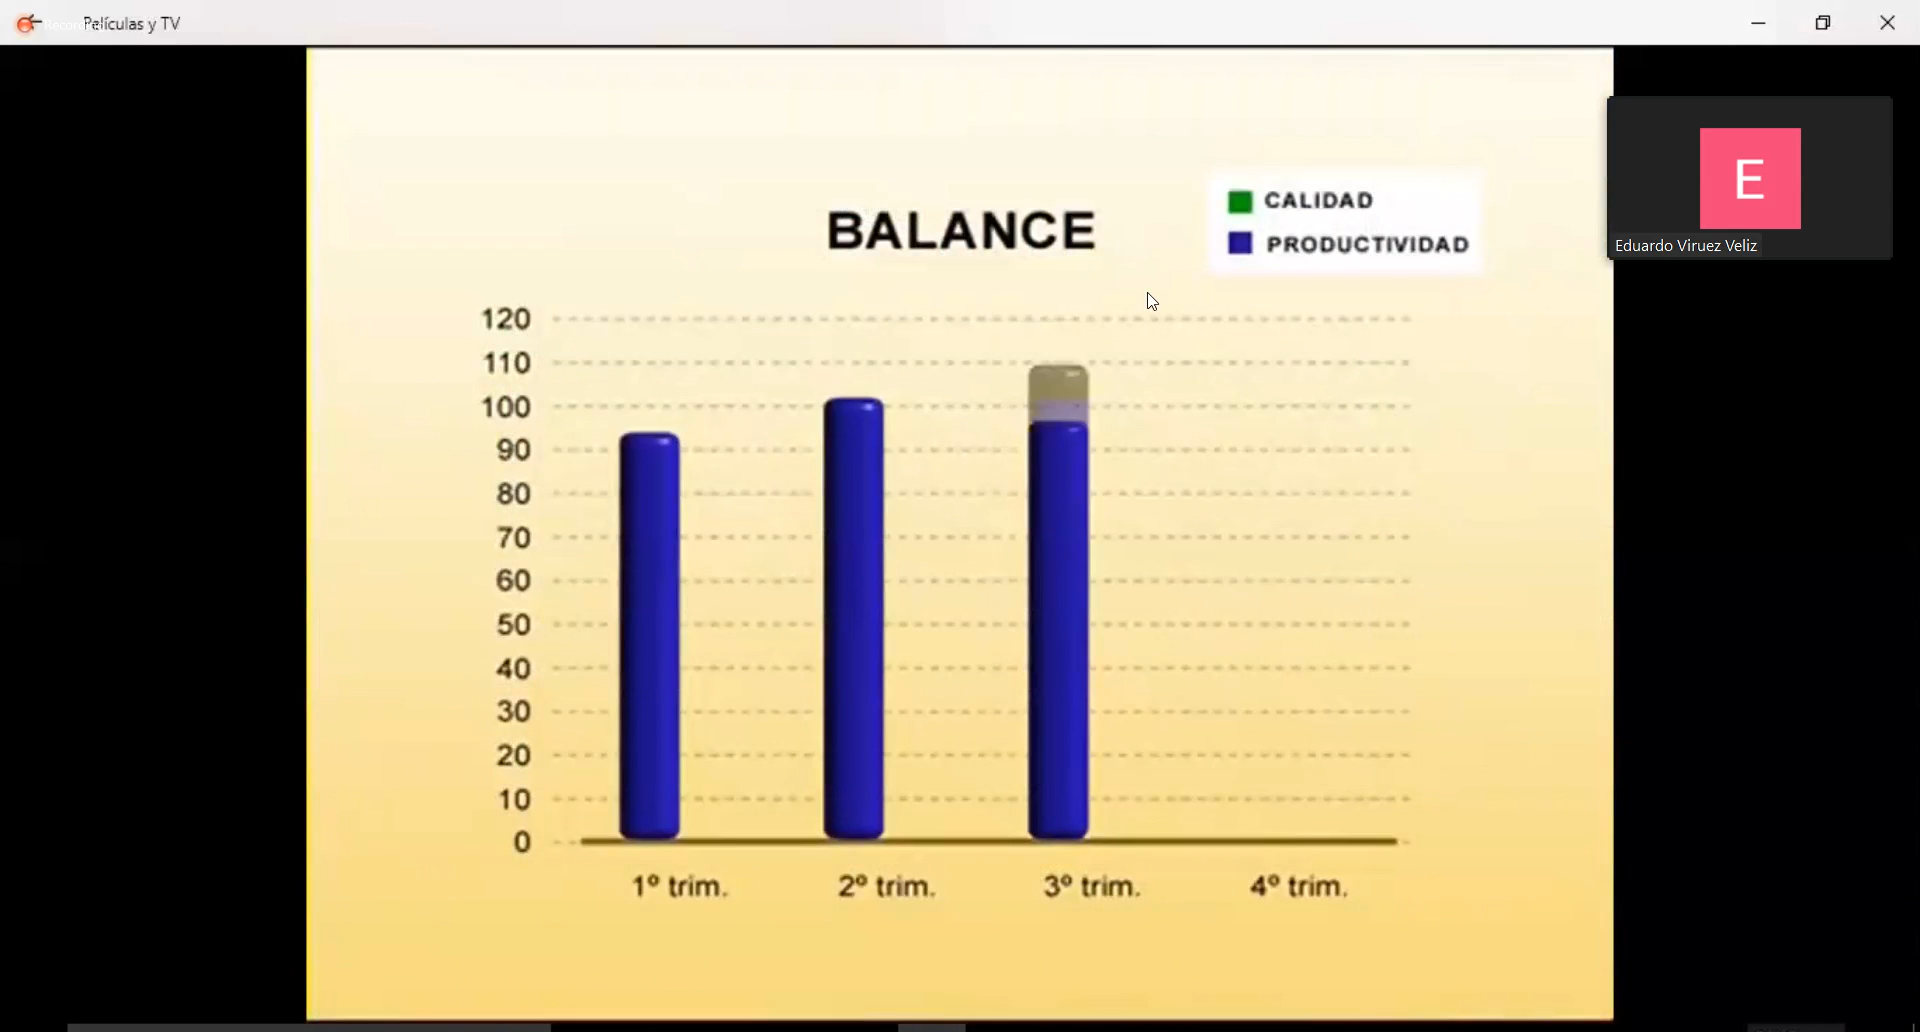 Recording
Películas y TV
E
Eduardo Viruez Veliz
CALIDAD
BALANCE
PRODUCTIVIDAD
120
110
100
90
80
70
60
50
40
30
20
10
0
1º trim. 2º trim. 3º trim. 4º trim.